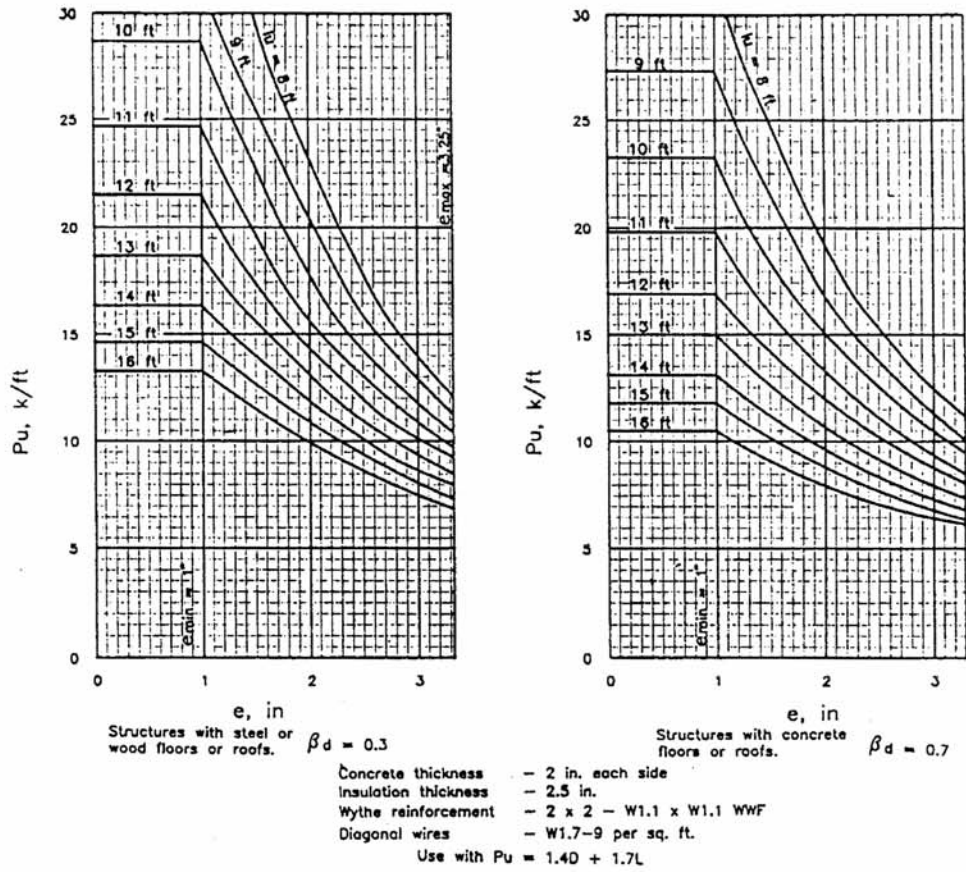 30
25
20
15
10
5
0
Pu, k/ft
10 ft
11 ft
12 ft
13 ft
14 ft
15 ft
16 ft
9 ft
lu = 8 ft
e max = 3.25"
e min = 1"
0 1 2 3
e, in
Structures with steel or
wood floors or roofs.
βd = 0.3
30
25
20
15
10
5
0
Pu, k/ft
9 ft
10 ft
11 ft
12 ft
13 ft
14 ft
15 ft
16 ft
lu = 8 ft
e min = 1"
0 1 2 3
e, in
Structures with concrete
floors or roofs.
βd = 0.7
Concrete thickness - 2 in. each side
Insulation thickness - 2.5 in.
Wythe reinforcement - 2 x 2 - W1.1 x W1.1 WWF
Diagonal wires - W1.7-9 per sq. ft.
Use with Pu = 1.4D + 1.7L